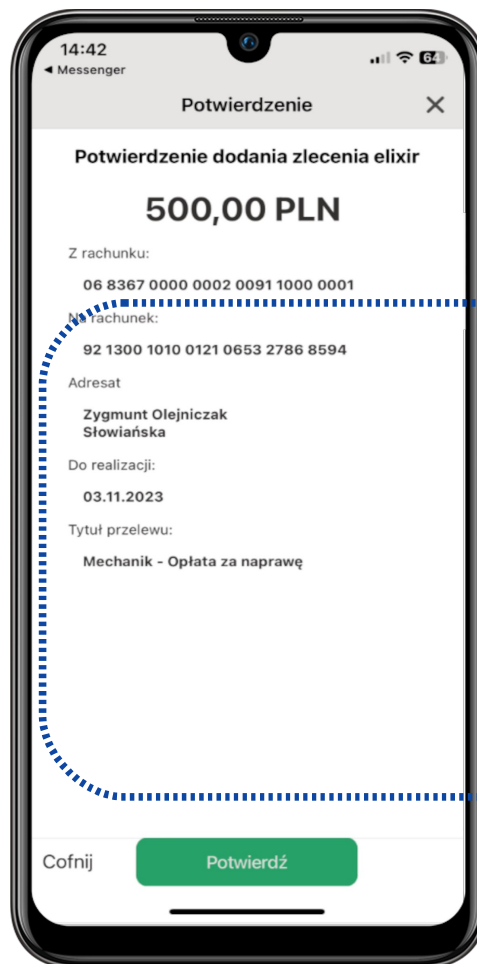 14:42
◀ Messenger
64
Potwierdzenie
Potwierdzenie dodania zlecenia elixir
500,00 PLN
Z rachunku:
06 8367 0000 0002 0091 1000 0001
Na rachunek:
92 1300 1010 0121 0653 2786 8594
Adresat
Zygmunt Olejniczak
Słowiańska
Do realizacji:
03.11.2023
Tytuł przelewu:
Mechanik - Opłata za naprawę
Cofnij
Potwierdź